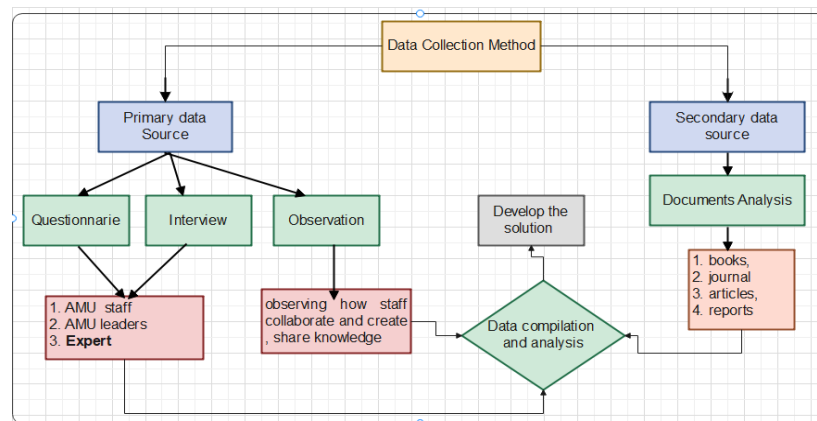 Data Collection Method
Primary data
Source
Secondary data
source
Questionnarie
Interview
Observation
Develop the
solution
Documents Analysis
1. AMU staff
2. AMU leaders
3. Expert
observing how staff
collaborate and create
, share knowledge
Data compilation
and analysis
1. books,
2. journal
3. articles,
4. reports